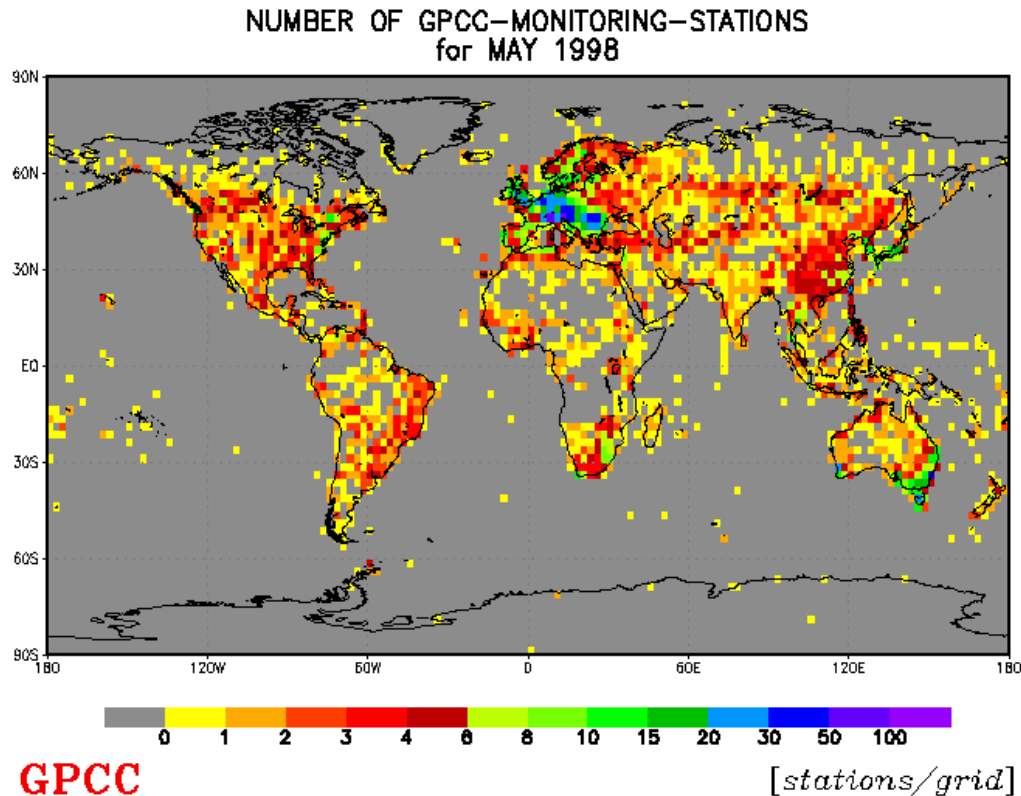 NUMBER OF GPCC-MONITORING-STATIONS
for MAY 1998
90N
60N
30N
EQ
30S
60S
90S
180 120W 60W 0 60E 120E 180
0 1 2 3 4 6 8 10 15 20 30 50 100
GPCC
[stations/grid]